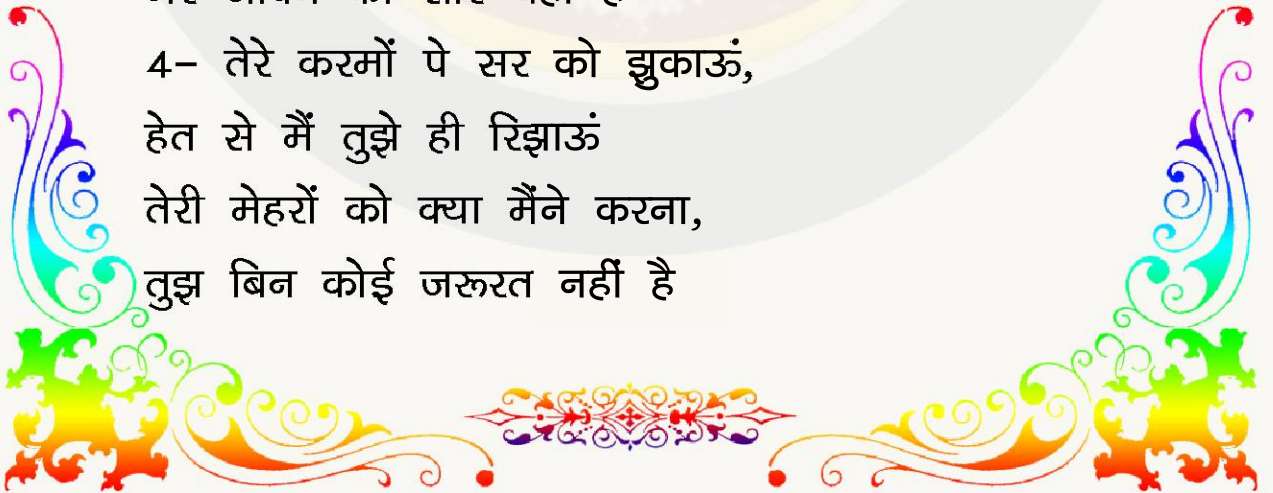 4– तेरे करमों पे सर को झुकाऊं,
हेत से मैं तुझे ही रिझाऊं
तेरी मेहरों को क्या मैंने करना,
तुझ बिन कोई जरूरत नहीं है